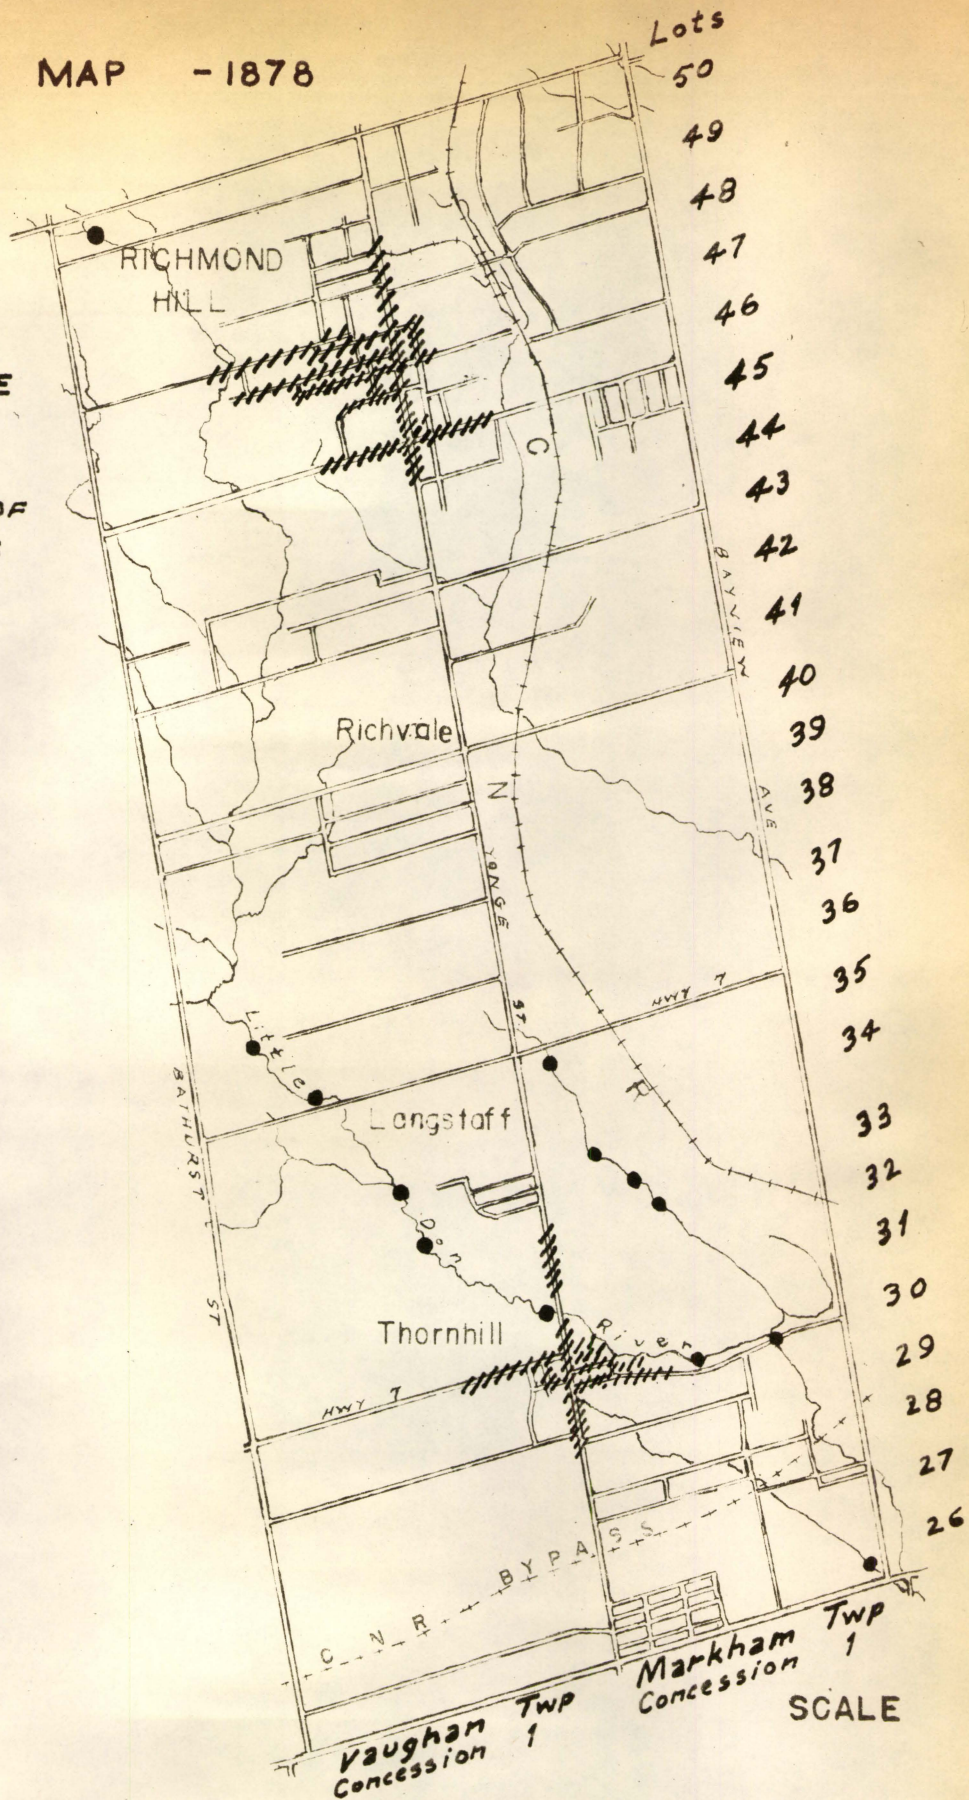 MAP - 1878
Lots
50
49
48
47
46
45
44
43
42
41
40
39
38
37
36
35
34
33
32
31
30
29
28
27
26
RICHMOND
HILL
E
OF
C
N
R
BAYVIEW
AVE
Richvale
YONGE
ST.
HWY 7
Little
Don
River
BATHURST
ST
Langstaff
Thornhill
HWY 7
C N R BYPASS
Vaughan Twp
Concession 1
Markham Twp
Concession 1
SCALE